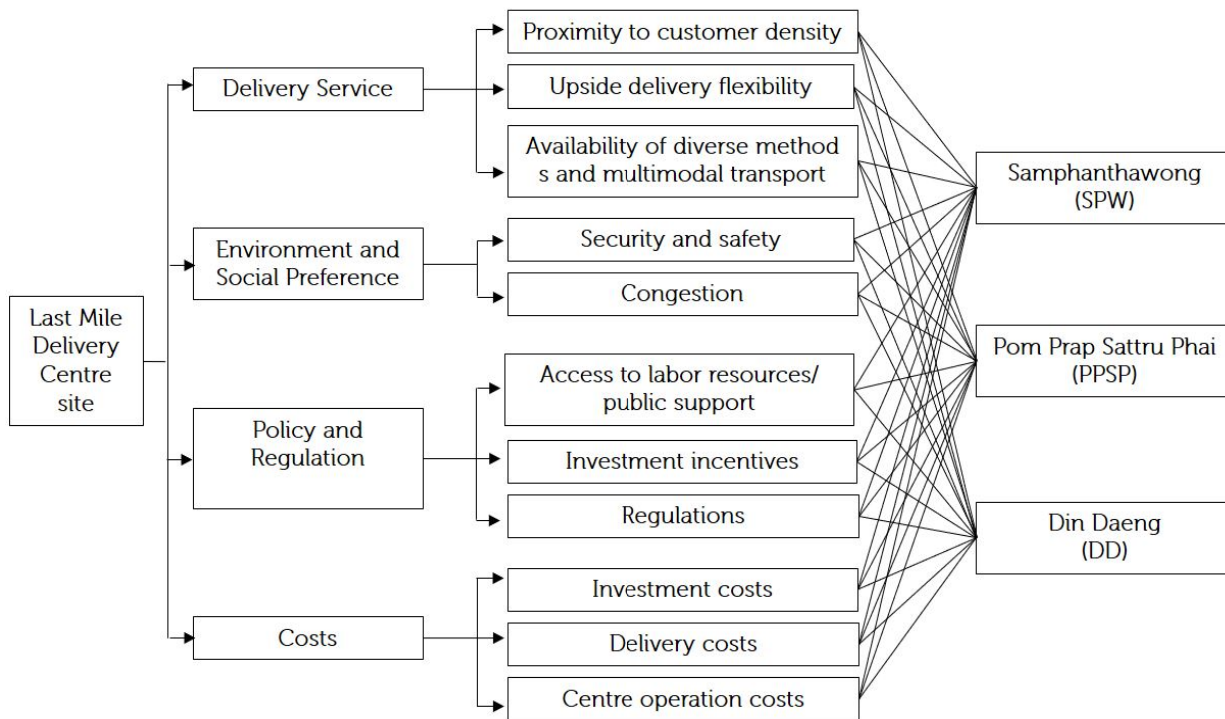 Last Mile
Delivery
Centre
site
Delivery Service
Environment and
Social Preference
Policy and
Regulation
Costs
Proximity to customer density
Upside delivery flexibility
Availability of diverse method
s and multimodal transport
Security and safety
Congestion
Access to labor resources/
public support
Investment incentives
Regulations
Investment costs
Delivery costs
Centre operation costs
Samphanthawong
(SPW)
Pom Prap Sattru Phai
(PPSP)
Din Daeng
(DD)